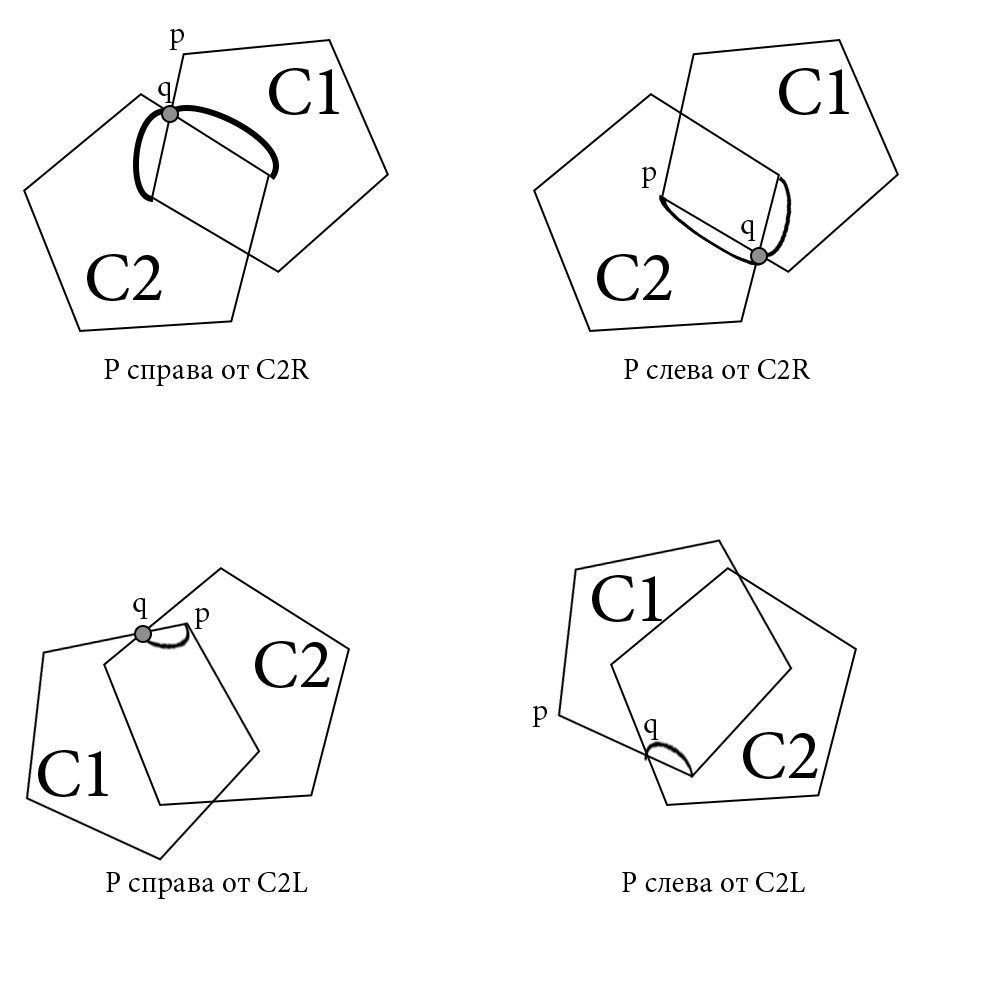 p
q
C1
C2
P справа от C2R
p
q
C1
C2
P слева от C2R
q
p
C2
C1
P справа от C2L
C1
p
q
C2
P слева от C2L